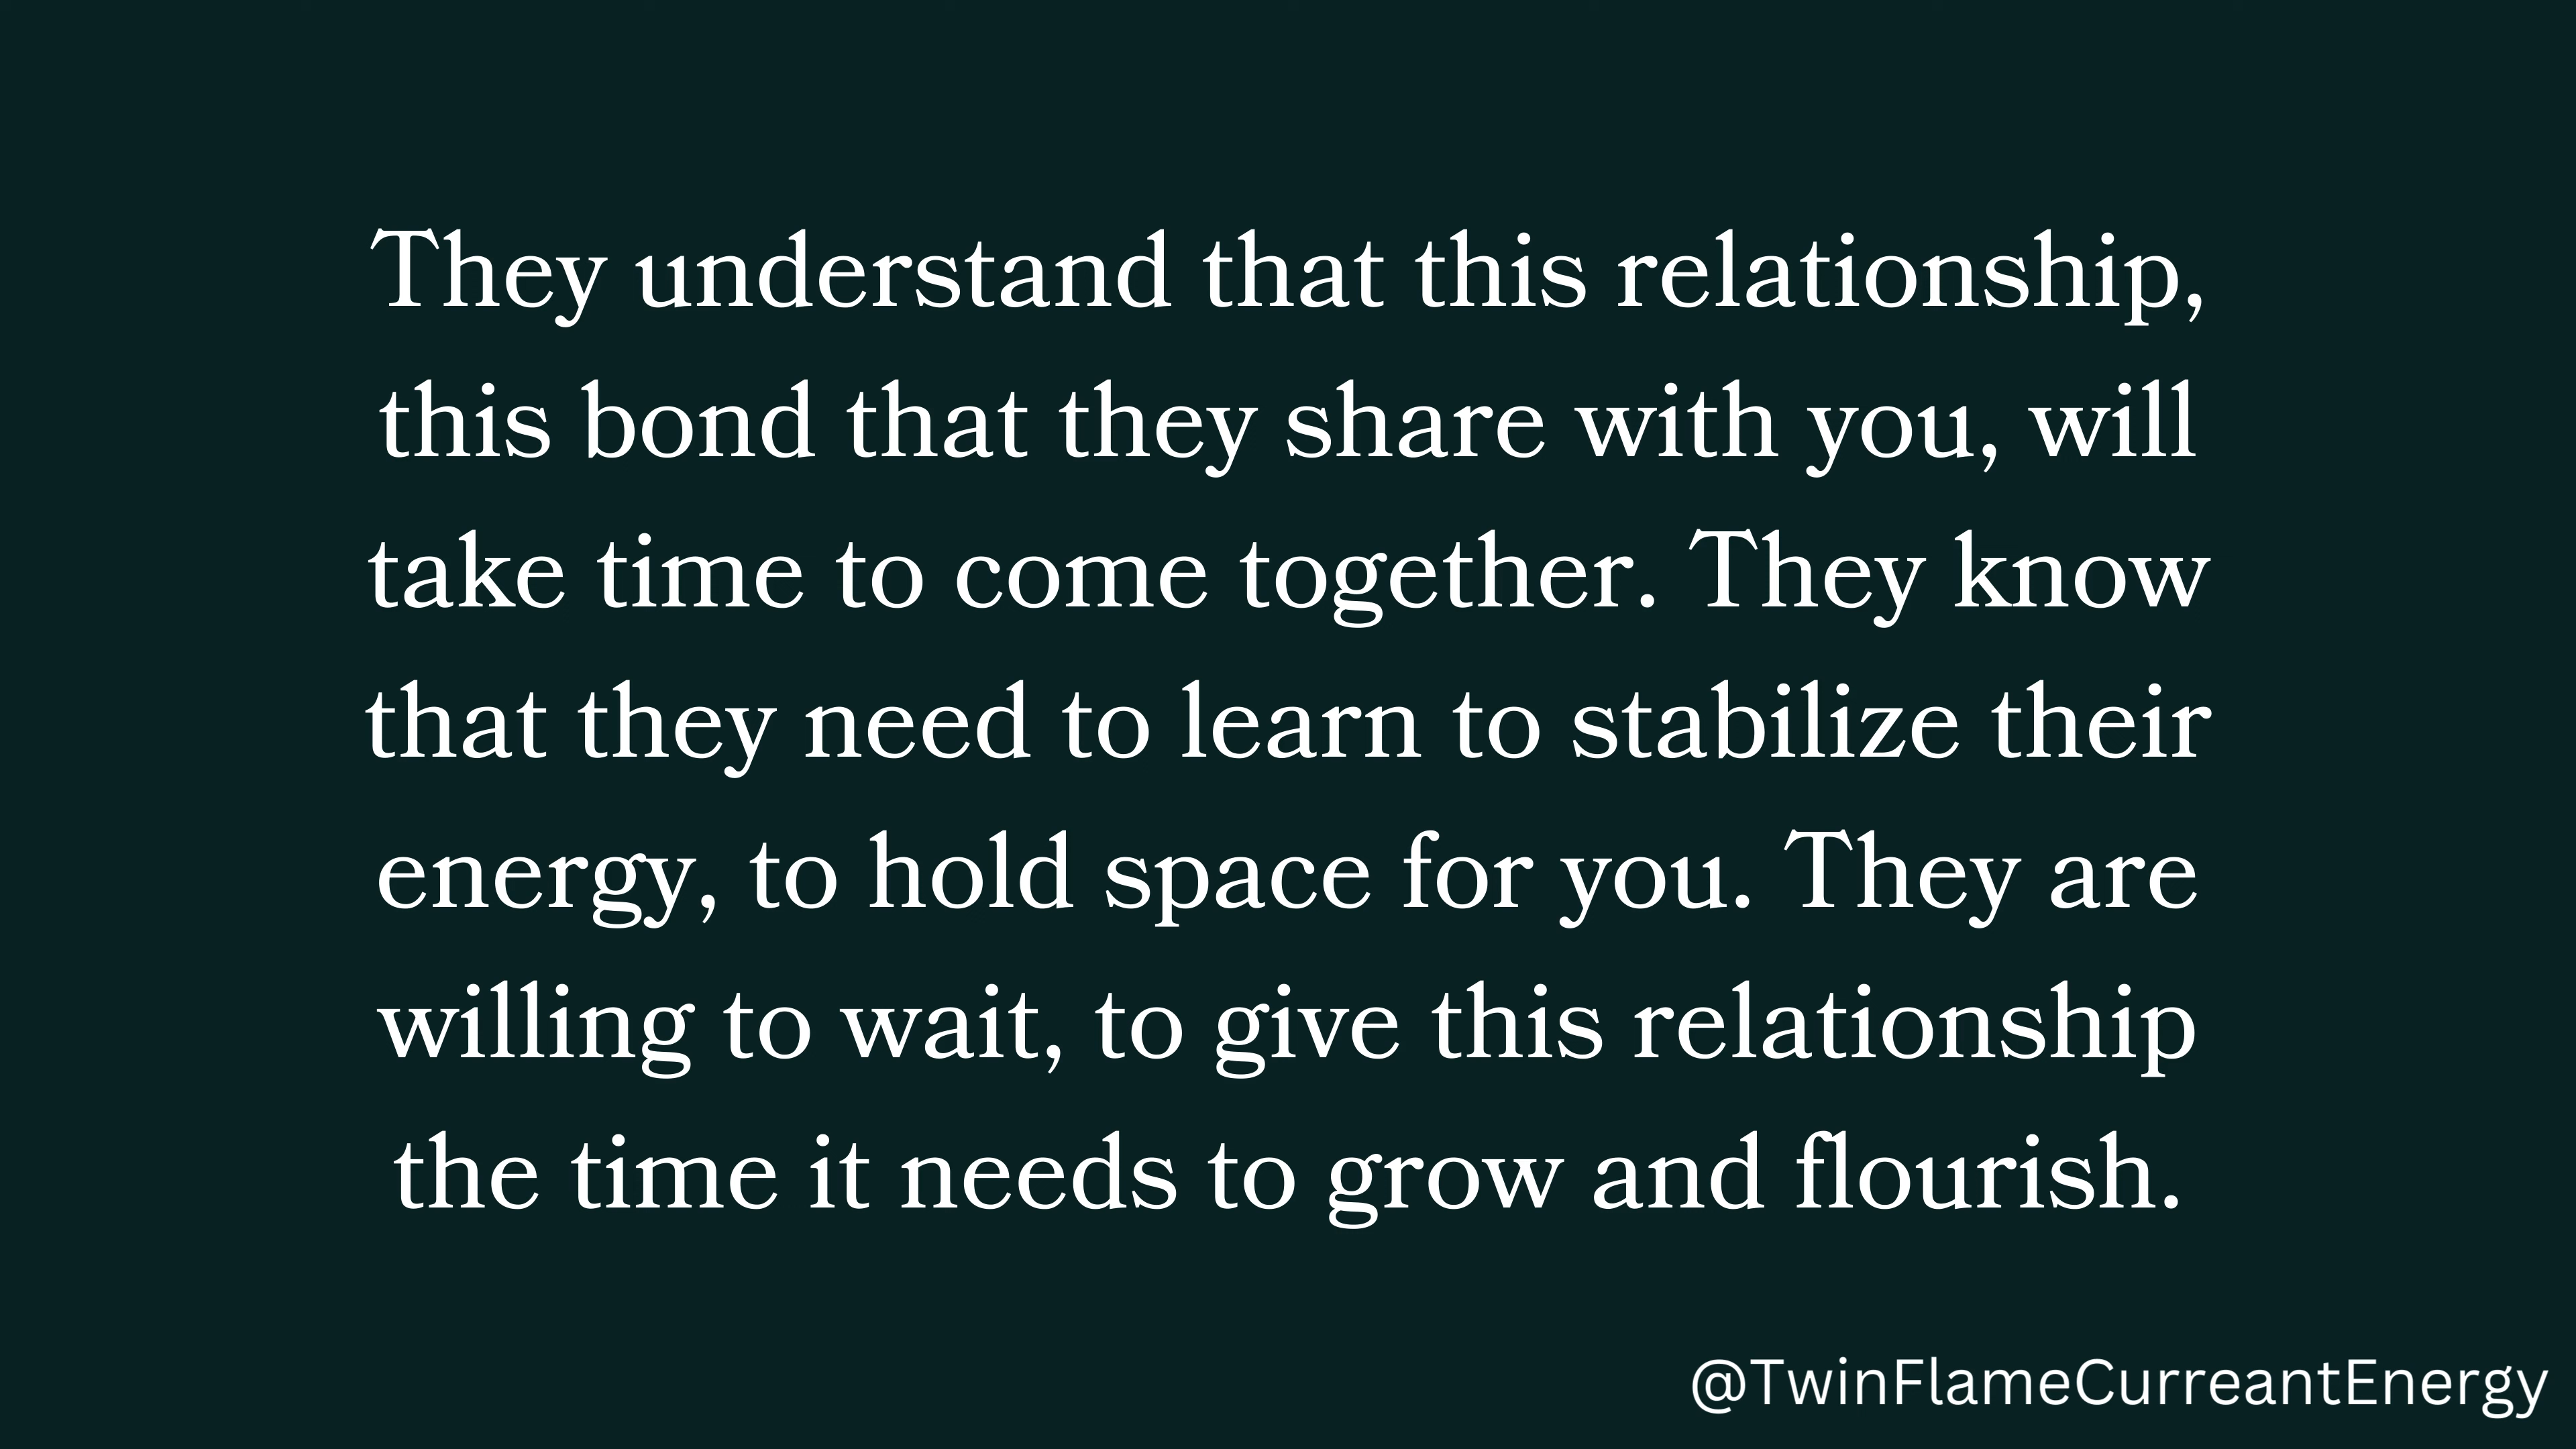 They understand that this relationship,
this bond that they share with you, will
take time to come together. They know
that they need to learn to stabilize their
energy, to hold space for you. They are
willing to wait, to give this relationship
the time it needs to grow and flourish.
@TwinFlameCurreantEnergy